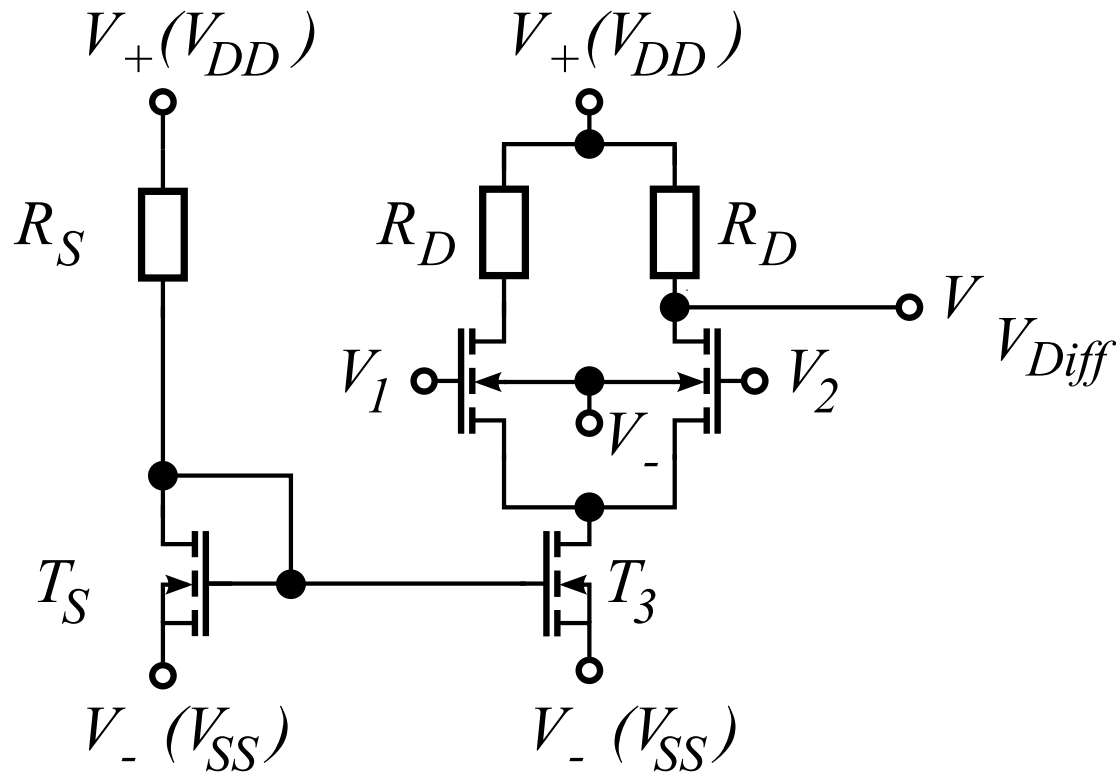 V+(VDD)
V+(VDD)
RS
RD
RD
V
VDiff
V1
V2
V-
TS
T3
V- (VSS)
V- (VSS)